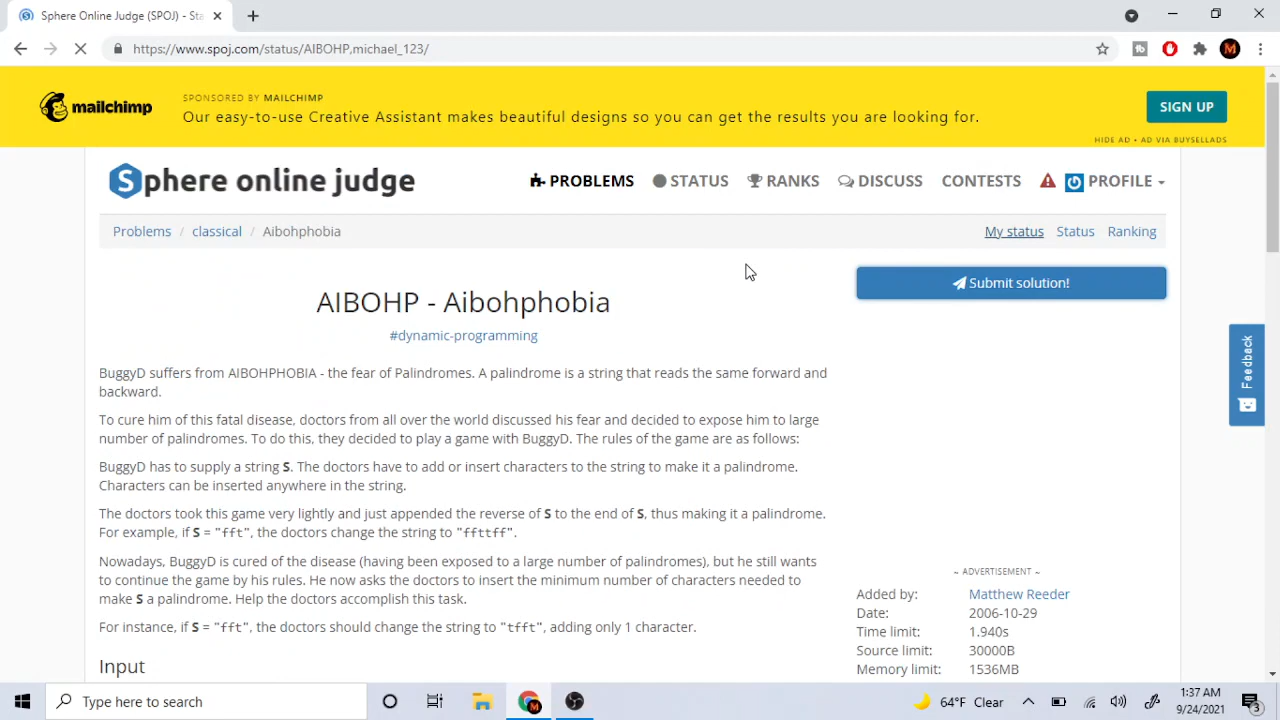 Sphere Online Judge (SPOJ) - Sta
https://www.spoj.com/status/AIBOHP,michael_123/
M
mailchimp
SPONSORED BY MAILCHIMP
Our easy-to-use Creative Assistant makes beautiful designs so you can get the results you are looking for.
SIGN UP
HIDE AD • AD VIA BUYSELLADS
Sphere online judge
PROBLEMS
STATUS
RANKS
DISCUSS
CONTESTS
PROFILE
Problems / classical / Aibohphobia
My status Status Ranking
Submit solution!
AIBOHP - Aibohphobia
#dynamic-programming
BuggyD suffers from AIBOHPHOBIA - the fear of Palindromes. A palindrome is a string that reads the same forward and
backward.
To cure him of this fatal disease, doctors from all over the world discussed his fear and decided to expose him to large
number of palindromes. To do this, they decided to play a game with BuggyD. The rules of the game are as follows:
BuggyD has to supply a string S. The doctors have to add or insert characters to the string to make it a palindrome.
Characters can be inserted anywhere in the string.
The doctors took this game very lightly and just appended the reverse of S to the end of S, thus making it a palindrome.
For example, if S = "fft", the doctors change the string to "ffttff".
Nowadays, BuggyD is cured of the disease (having been exposed to a large number of palindromes), but he still wants
to continue the game by his rules. He now asks the doctors to insert the minimum number of characters needed to
make S a palindrome. Help the doctors accomplish this task.
For instance, if S = "fft", the doctors should change the string to "tfft", adding only 1 character.
Input
Feedback
~ ADVERTISEMENT ~
Added by: Matthew Reeder
Date: 2006-10-29
Time limit: 1.940s
Source limit: 30000B
Memory limit: 1536MB
Type here to search
M
64°F Clear
1:37 AM
9/24/2021
3